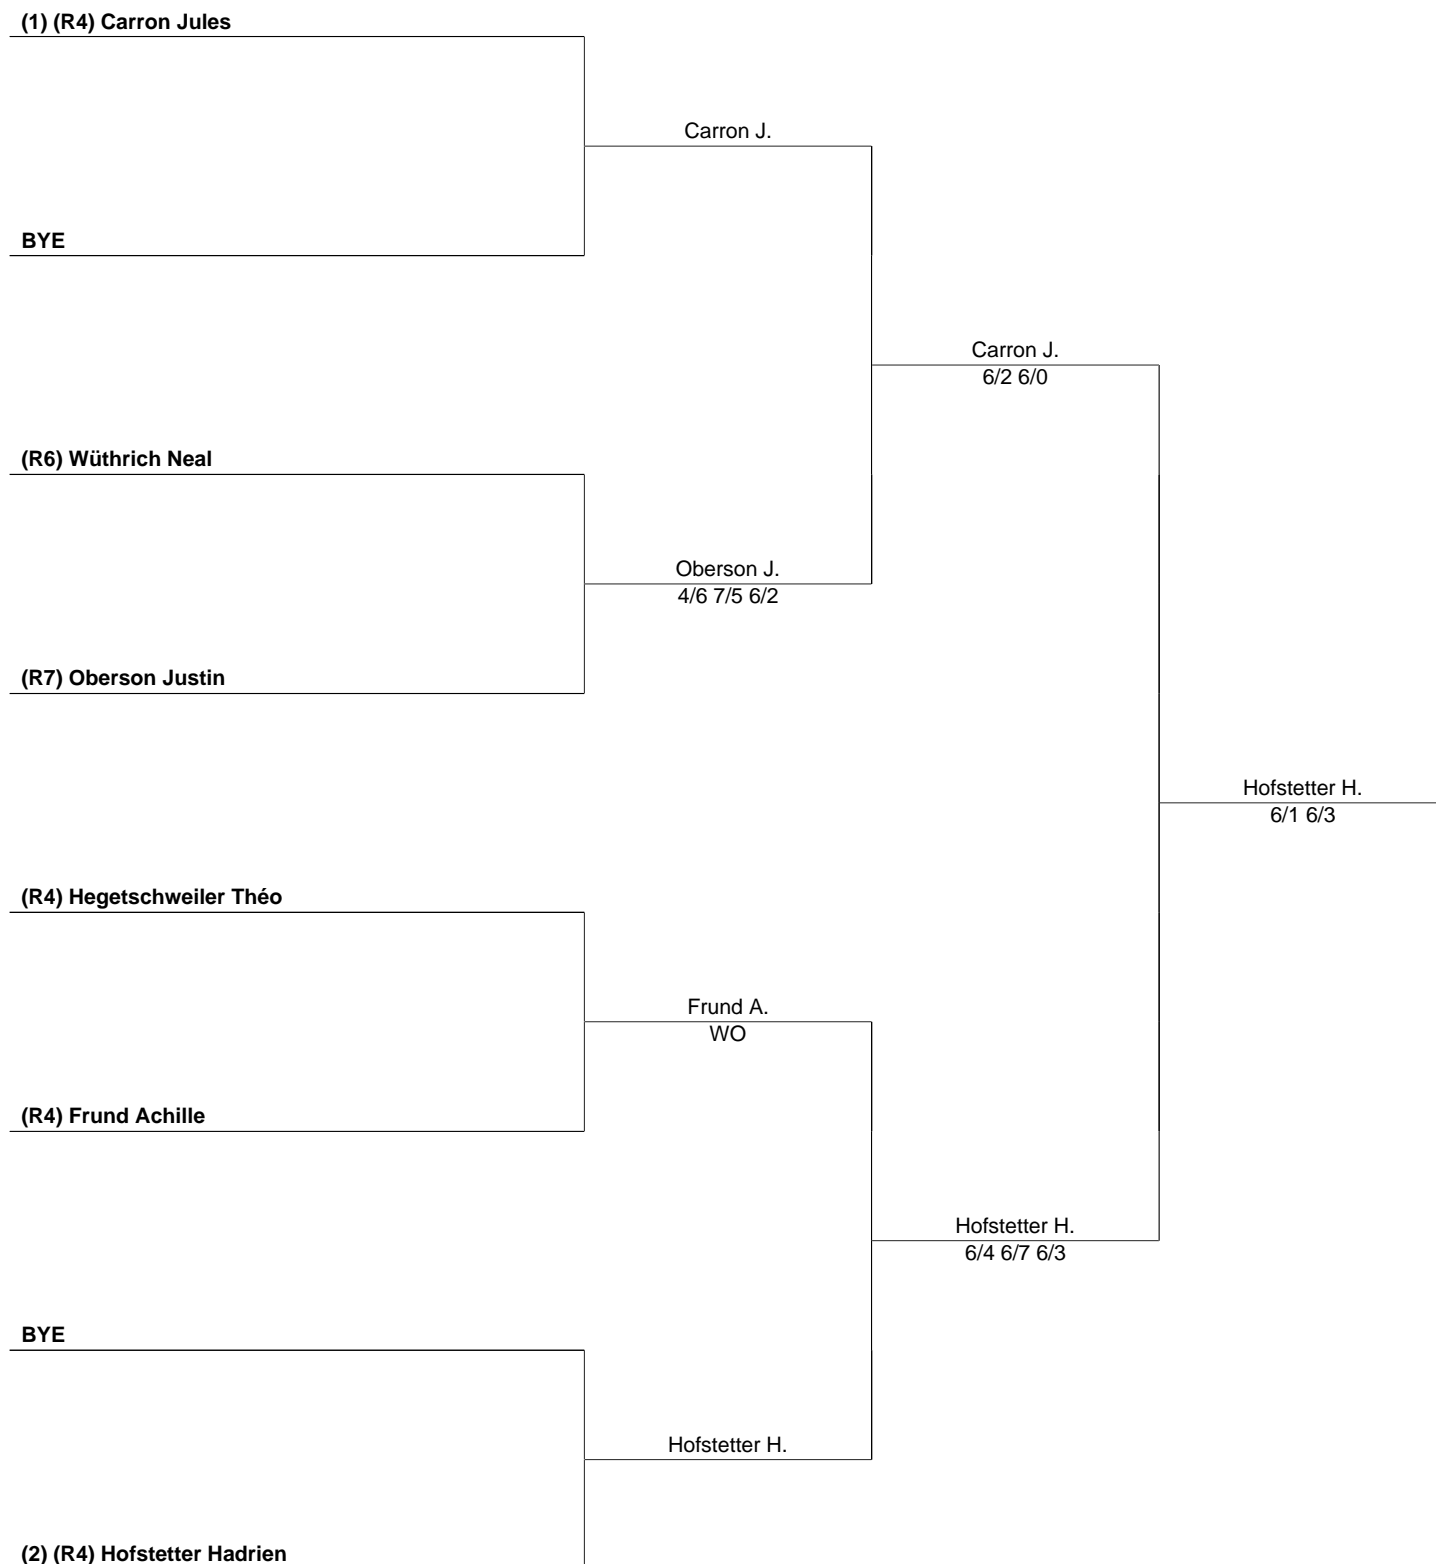 (1) (R4) Carron Jules
Carron J.
BYE
Carron J.
6/2 6/0
(R6) Wüthrich Neal
Oberson J.
4/6 7/5 6/2
(R7) Oberson Justin
Hofstetter H.
6/1 6/3
(R4) Hegetschweiler Théo
Frund A.
WO
(R4) Frund Achille
Hofstetter H.
6/4 6/7 6/3
BYE
Hofstetter H.
(2) (R4) Hofstetter Hadrien